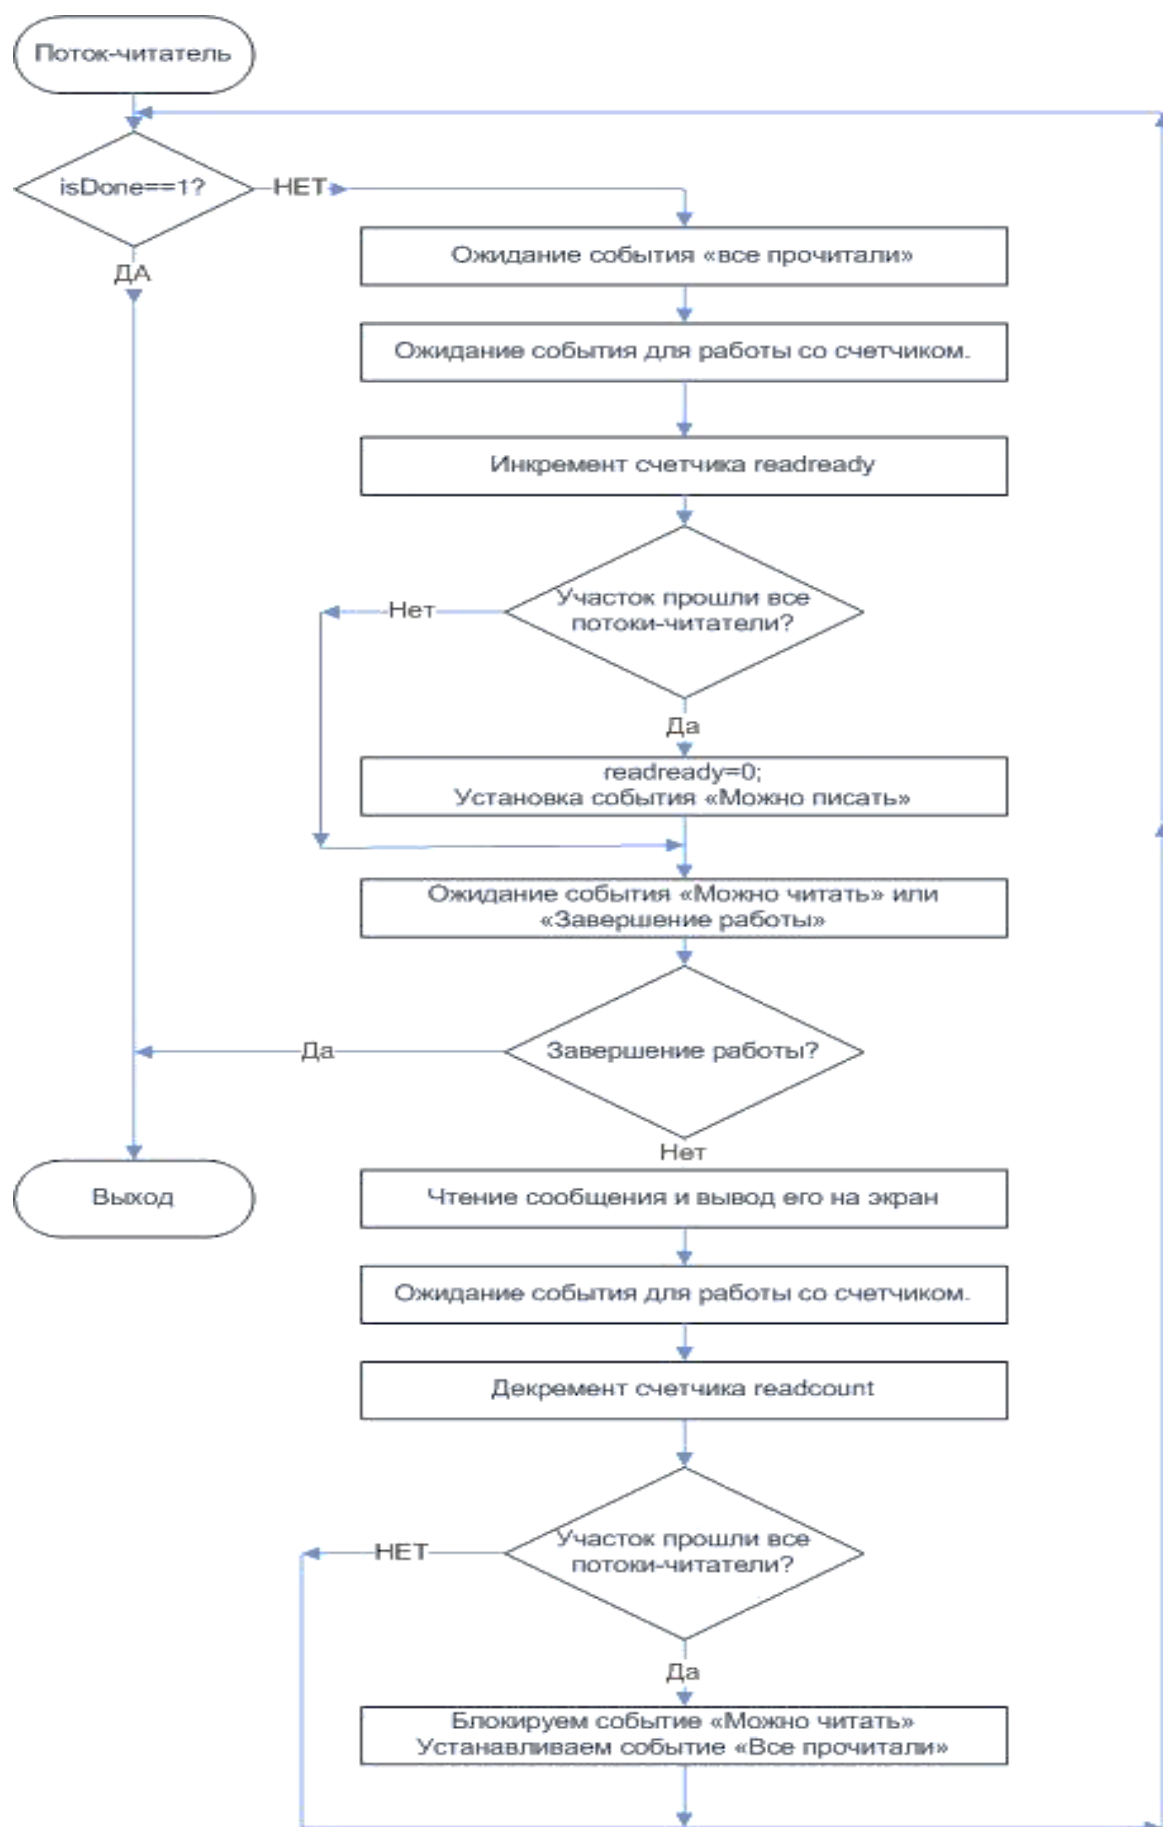 Поток-читатель
isDone==1?
НЕТ
Ожидание события «все прочитали»
ДА
Ожидание события для работы со счетчиком.
Инкремент счетчика readready
Участок прошли все
потоки-читатели?
Нет
Да
readready=0;
Установка события «Можно писать»
Ожидание события «Можно читать» или
«Завершение работы»
Завершение работы?
Да
Нет
Выход
Чтение сообщения и вывод его на экран
Ожидание события для работы со счетчиком.
Декремент счетчика readcount
Участок прошли все
потоки-читатели?
НЕТ
Да
Блокируем событие «Можно читать»
Устанавливаем событие «Все прочитали»